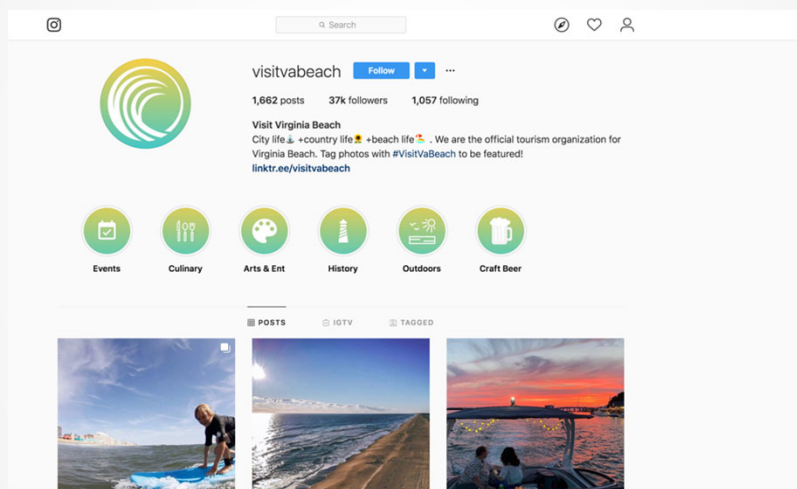 Search
visitvabeach Follow
1,662 posts 37k followers 1,057 following
Visit Virginia Beach
City life +country life +beach life . We are the official tourism organization for
Virginia Beach. Tag photos with #VisitVaBeach to be featured!
linktr.ee/visitvabeach
Events Culinary Arts & Ent History Outdoors Craft Beer
POSTS IGTV TAGGED